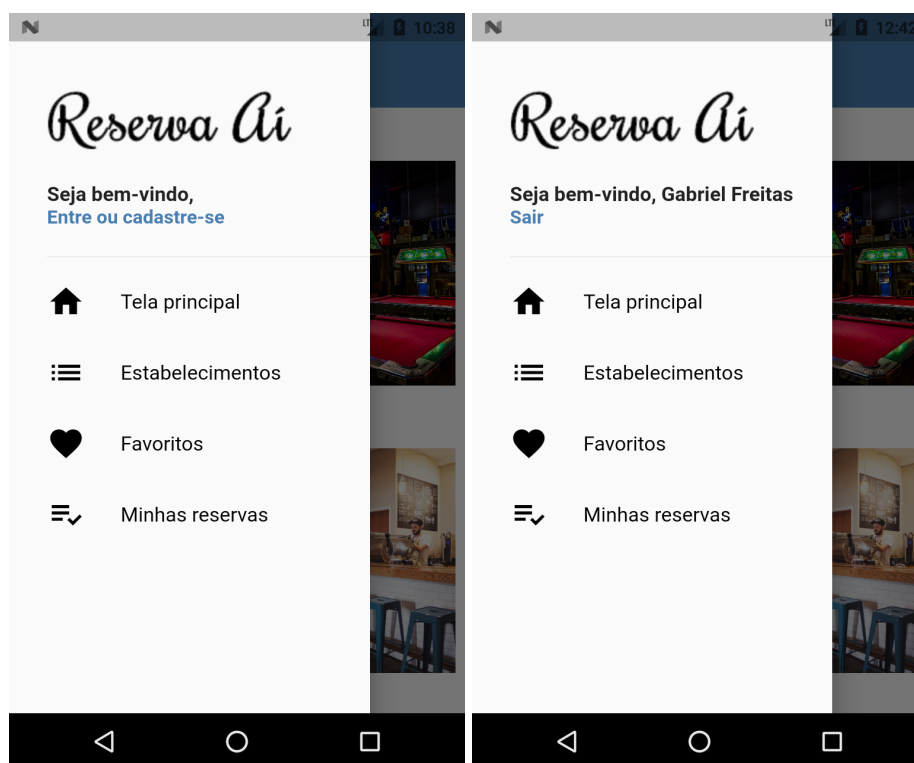 10:38
Reserva Aí
Seja bem-vindo,
Entre ou cadastre-se
Tela principal
Estabelecimentos
Favoritos
Minhas reservas
12:42
Reserva Aí
Seja bem-vindo, Gabriel Freitas
Sair
Tela principal
Estabelecimentos
Favoritos
Minhas reservas